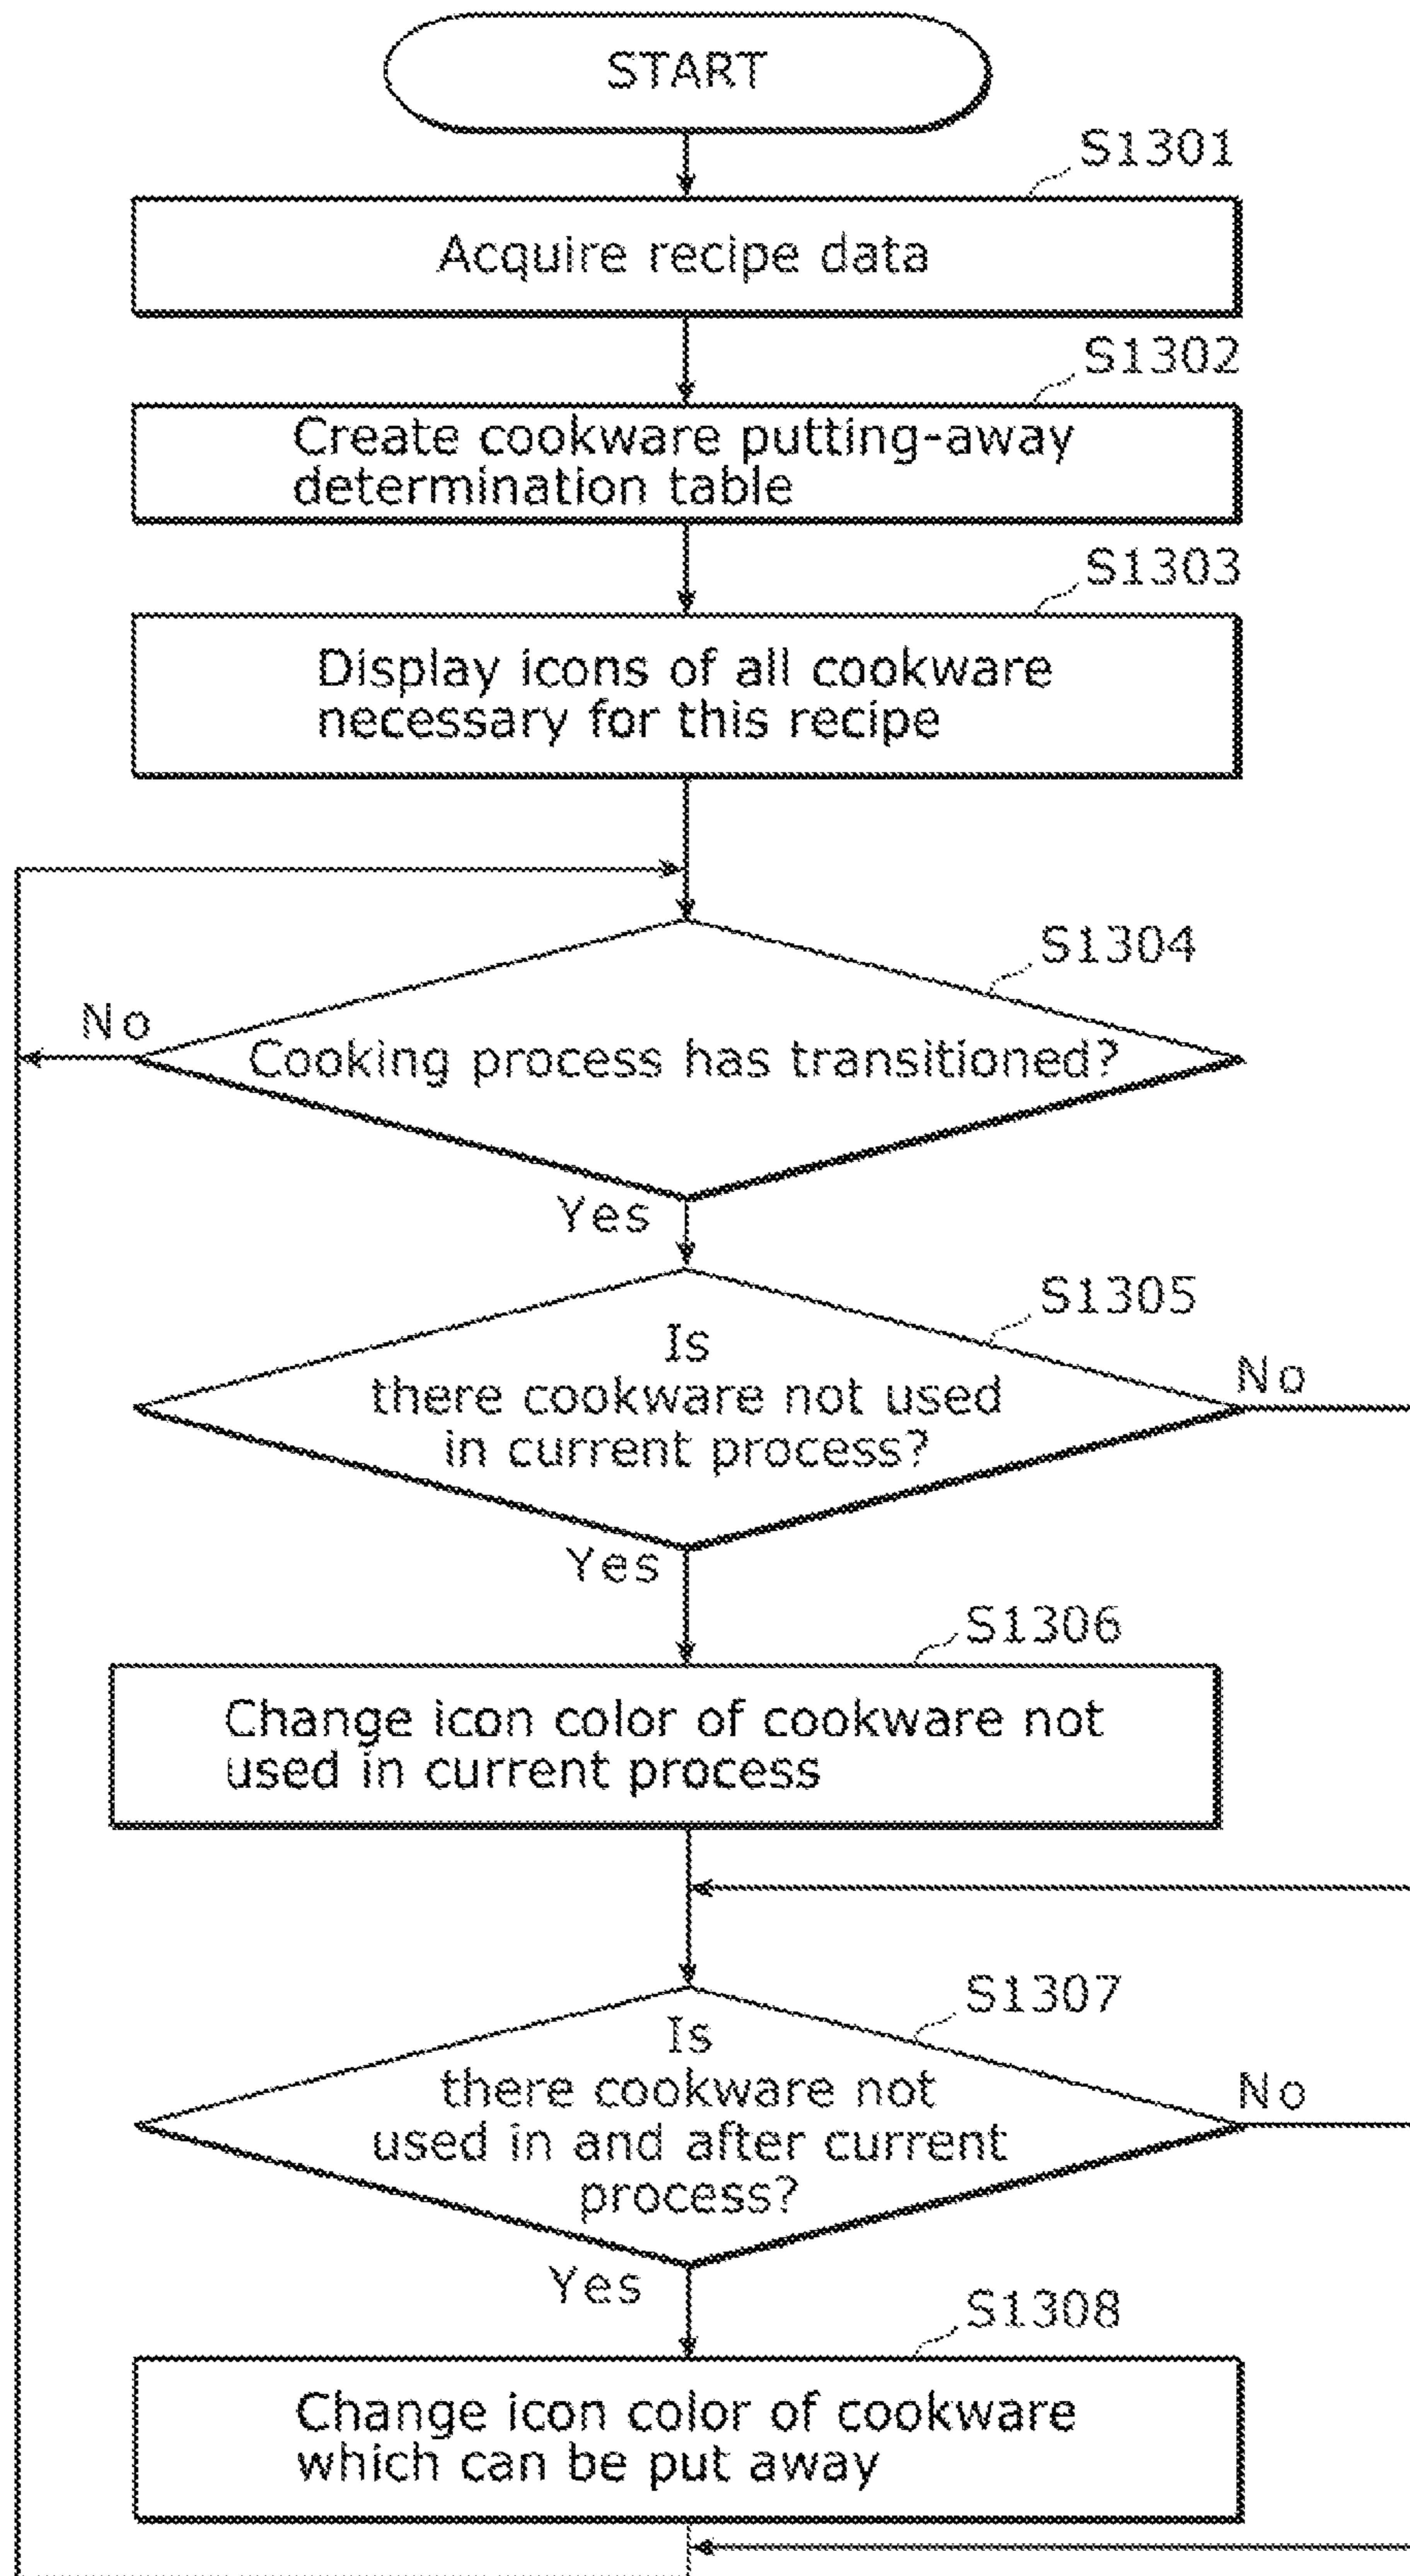 START
S1301
Acquire recipe data
S1302
Create cookware putting-away
determination table
S1303
Display icons of all cookware
necessary for this recipe
S1304
No
Cooking process has transitioned?
Yes
S1305
Is
there cookware not used
in current process?
No
Yes
S1306
Change icon color of cookware not
used in current process
S1307
Is
there cookware not
used in and after current
process?
No
Yes
S1308
Change icon color of cookware
which can be put away